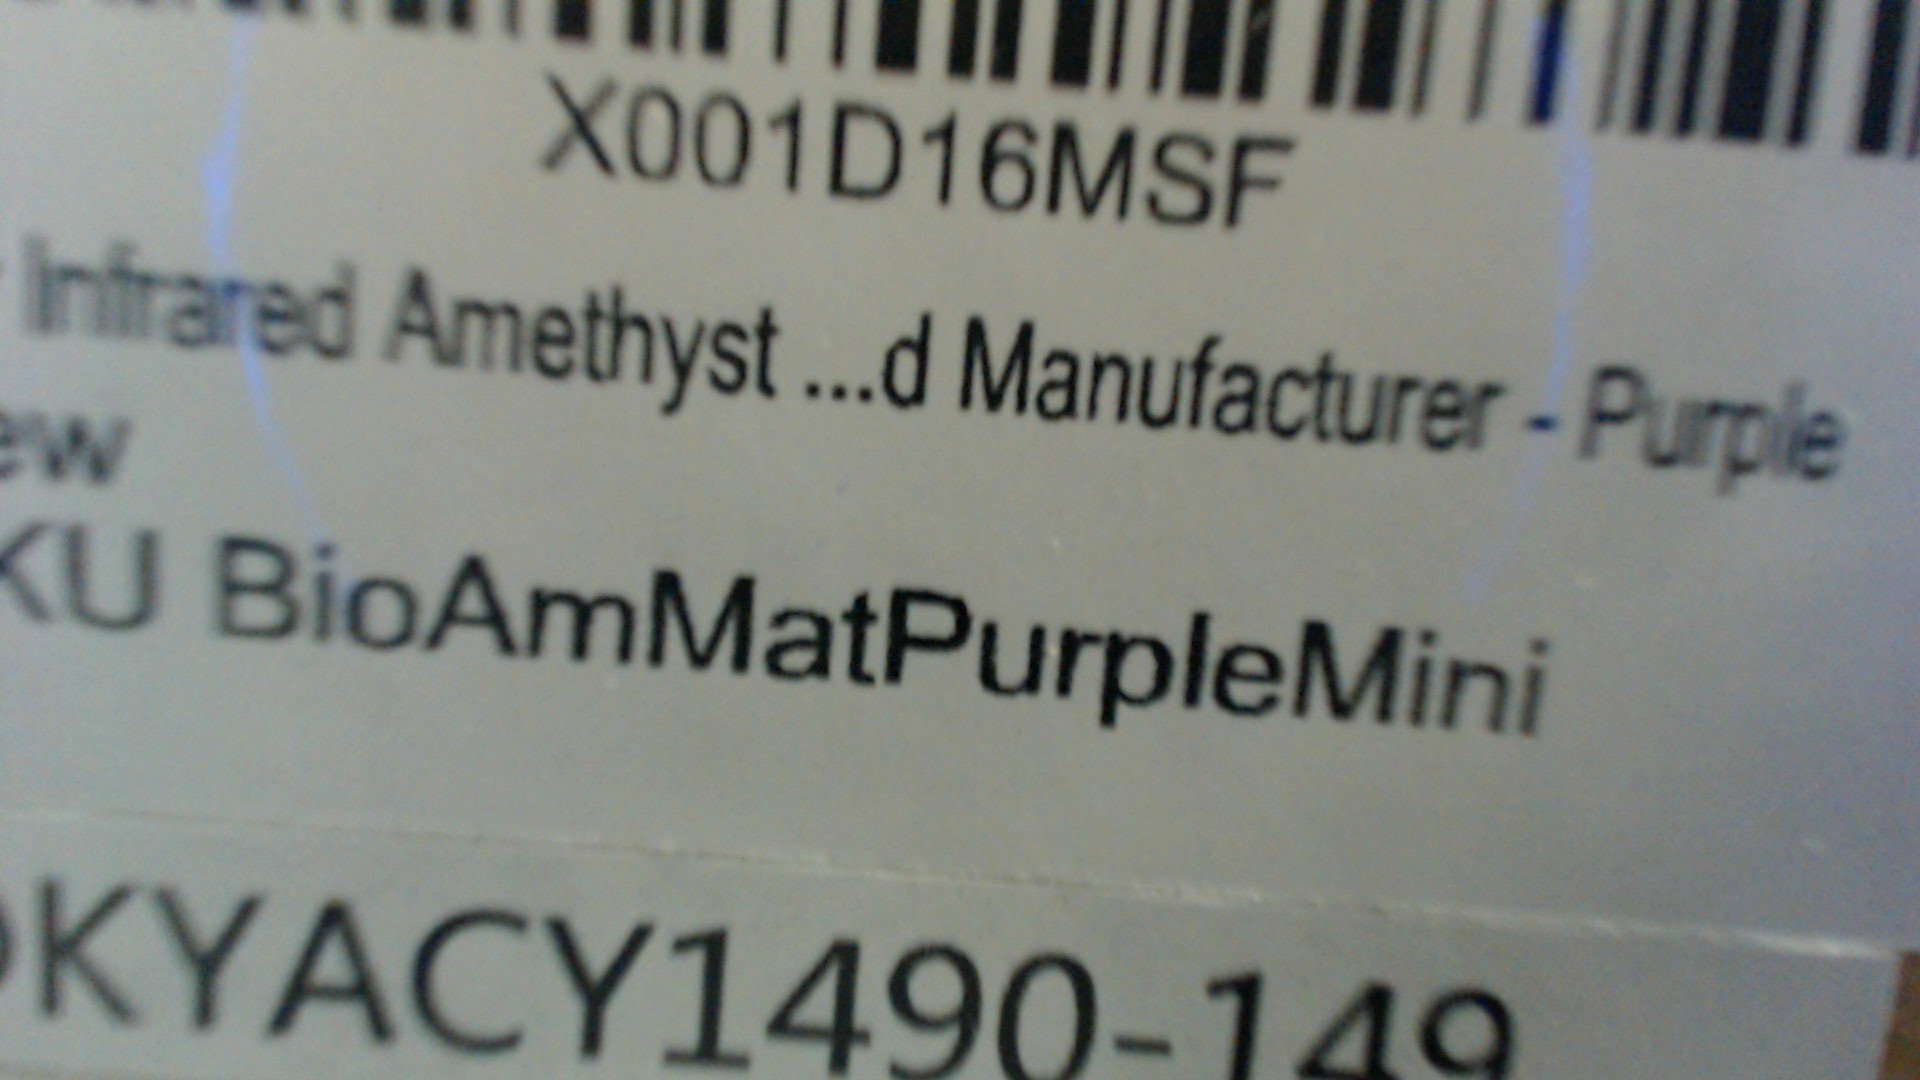 X001D16MSF
Infrared Amethyst ...d Manufacturer - Purple
ew
KU BioAmMatPurpleMini
KYACY1490-149